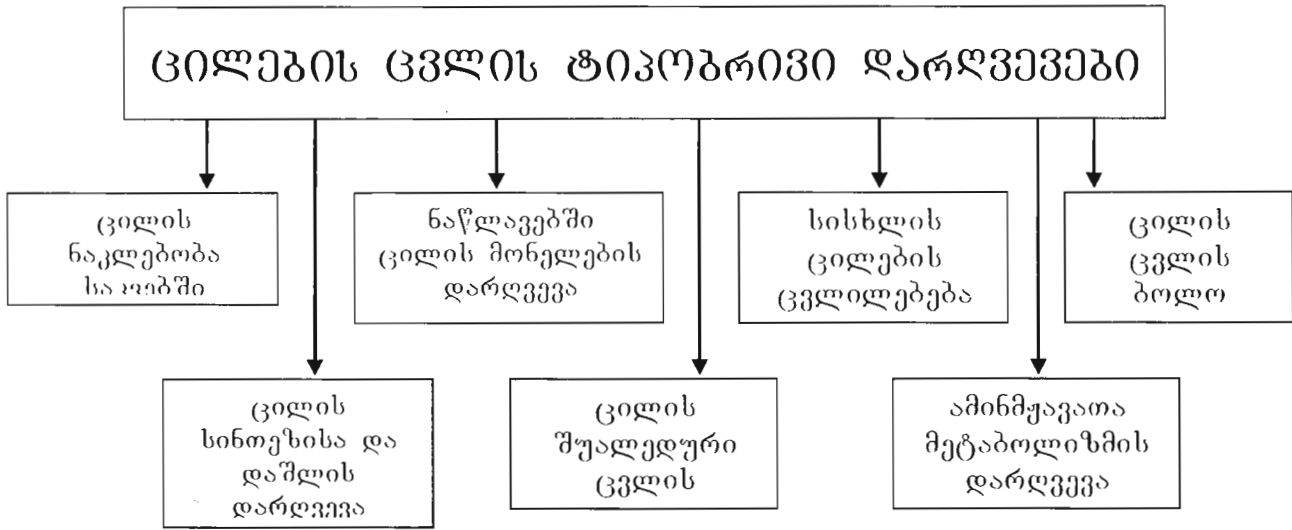 ცილების ცვლის ტიპობრივი დარღვევები
ცილის
ნაკლებობა
საკვებში
ნაწლავებში
ცილის მონელების
დარღვევა
სისხლის
ცილების
ცვლილებება
ცილის
ცვლის
ბოლო
ცილის
სინთეზისა და
დაშლის
დარღვევა
ცილის
შუალედური
ცვლის
ამინმჟავათა
მეტაბოლიზმის
დარღვევა